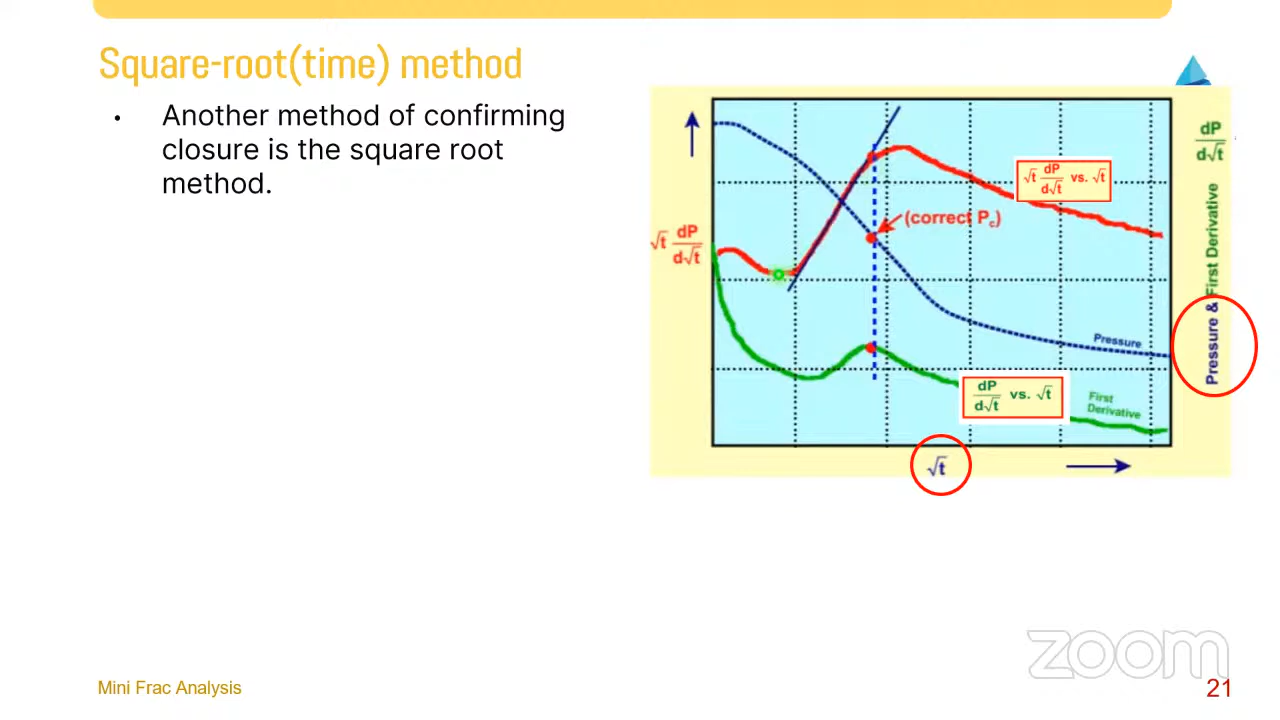 Square-root(time) method
• Another method of confirming
closure is the square root
method.
dP
d√t
√t dP/d√t vs. √t
(correct Pc)
√t dP/d√t
Pressure & First Derivative
Pressure
dP/d√t vs. √t
First
Derivative
√t
zoom
Mini Frac Analysis
21